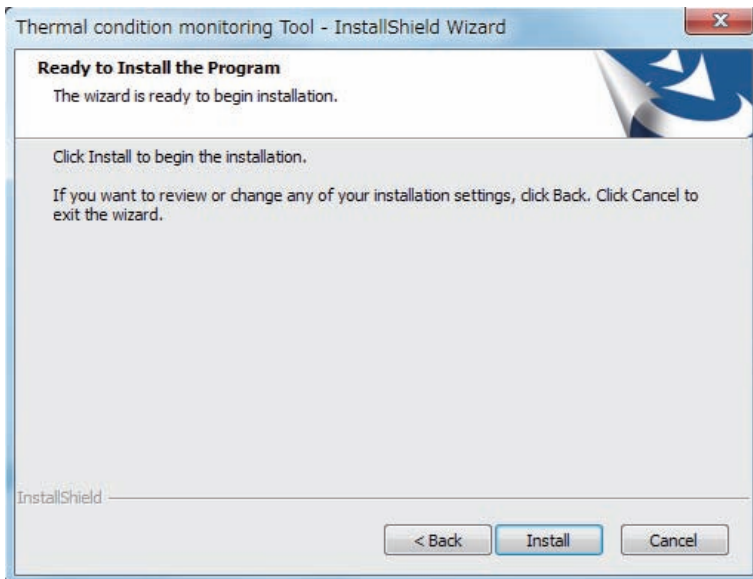 Thermal condition monitoring Tool - InstallShield Wizard
Ready to Install the Program
The wizard is ready to begin installation.
Click Install to begin the installation.
If you want to review or change any of your installation settings, click Back. Click Cancel to
exit the wizard.
InstallShield
< Back
Install
Cancel